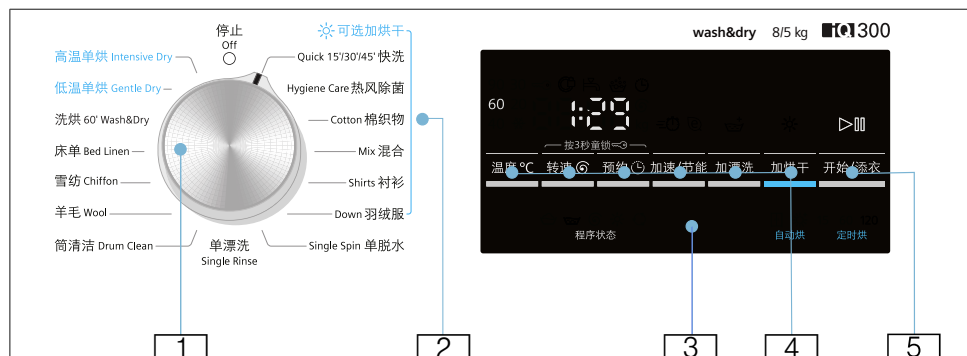 停止
Off
可选加烘干
高温单烘 Intensive Dry
低温单烘 Gentle Dry
洗烘 60' Wash&Dry
床单 Bed Linen
雪纺 Chiffon
羊毛 Wool
筒清洁 Drum Clean
单漂洗
Single Rinse
Quick 15'/30'/45' 快洗
Hygiene Care 热风除菌
Cotton 棉织物
Mix 混合
Shirts 衬衫
Down 羽绒服
Single Spin 单脱水
wash&dry 8/5 kg iQ300
60
1:29
按3秒童锁
温度℃ 转速 预约 加速/节能 加漂洗 加烘干 开始/添衣
120
程序状态 自动烘 定时烘
1 2 3 4 5